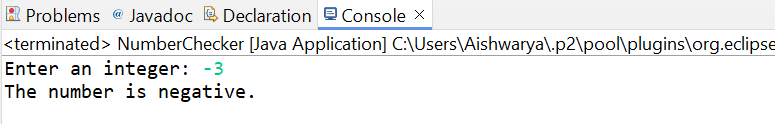 Problems @ Javadoc Declaration Console
<terminated> NumberChecker [Java Application] C:\Users\Aishwarya\.p2\pool\plugins\org.eclipse
Enter an integer: -3
The number is negative.